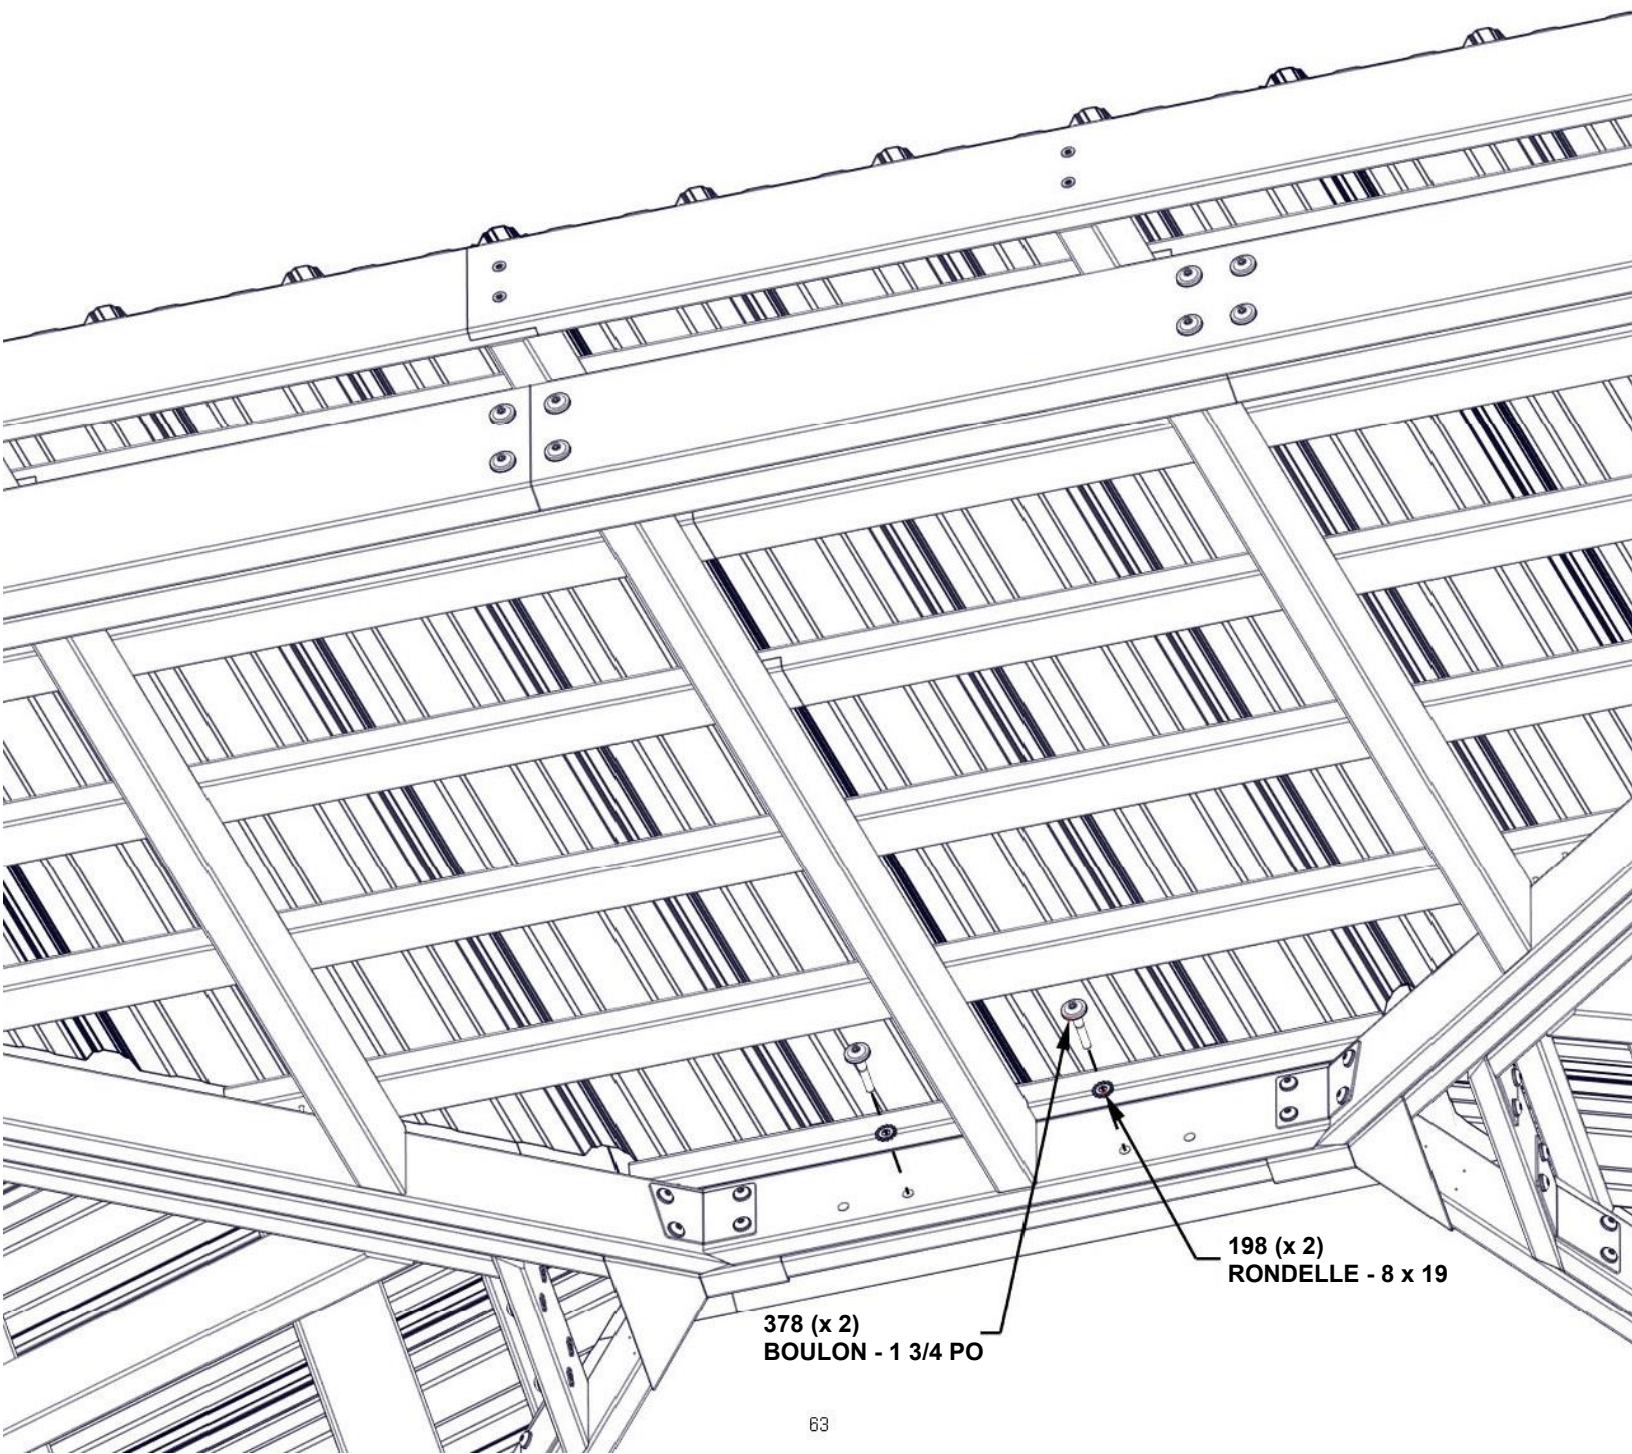 198 (x 2)
RONDELLE - 8 x 19
378 (x 2)
BOULON - 1 3/4 PO
63